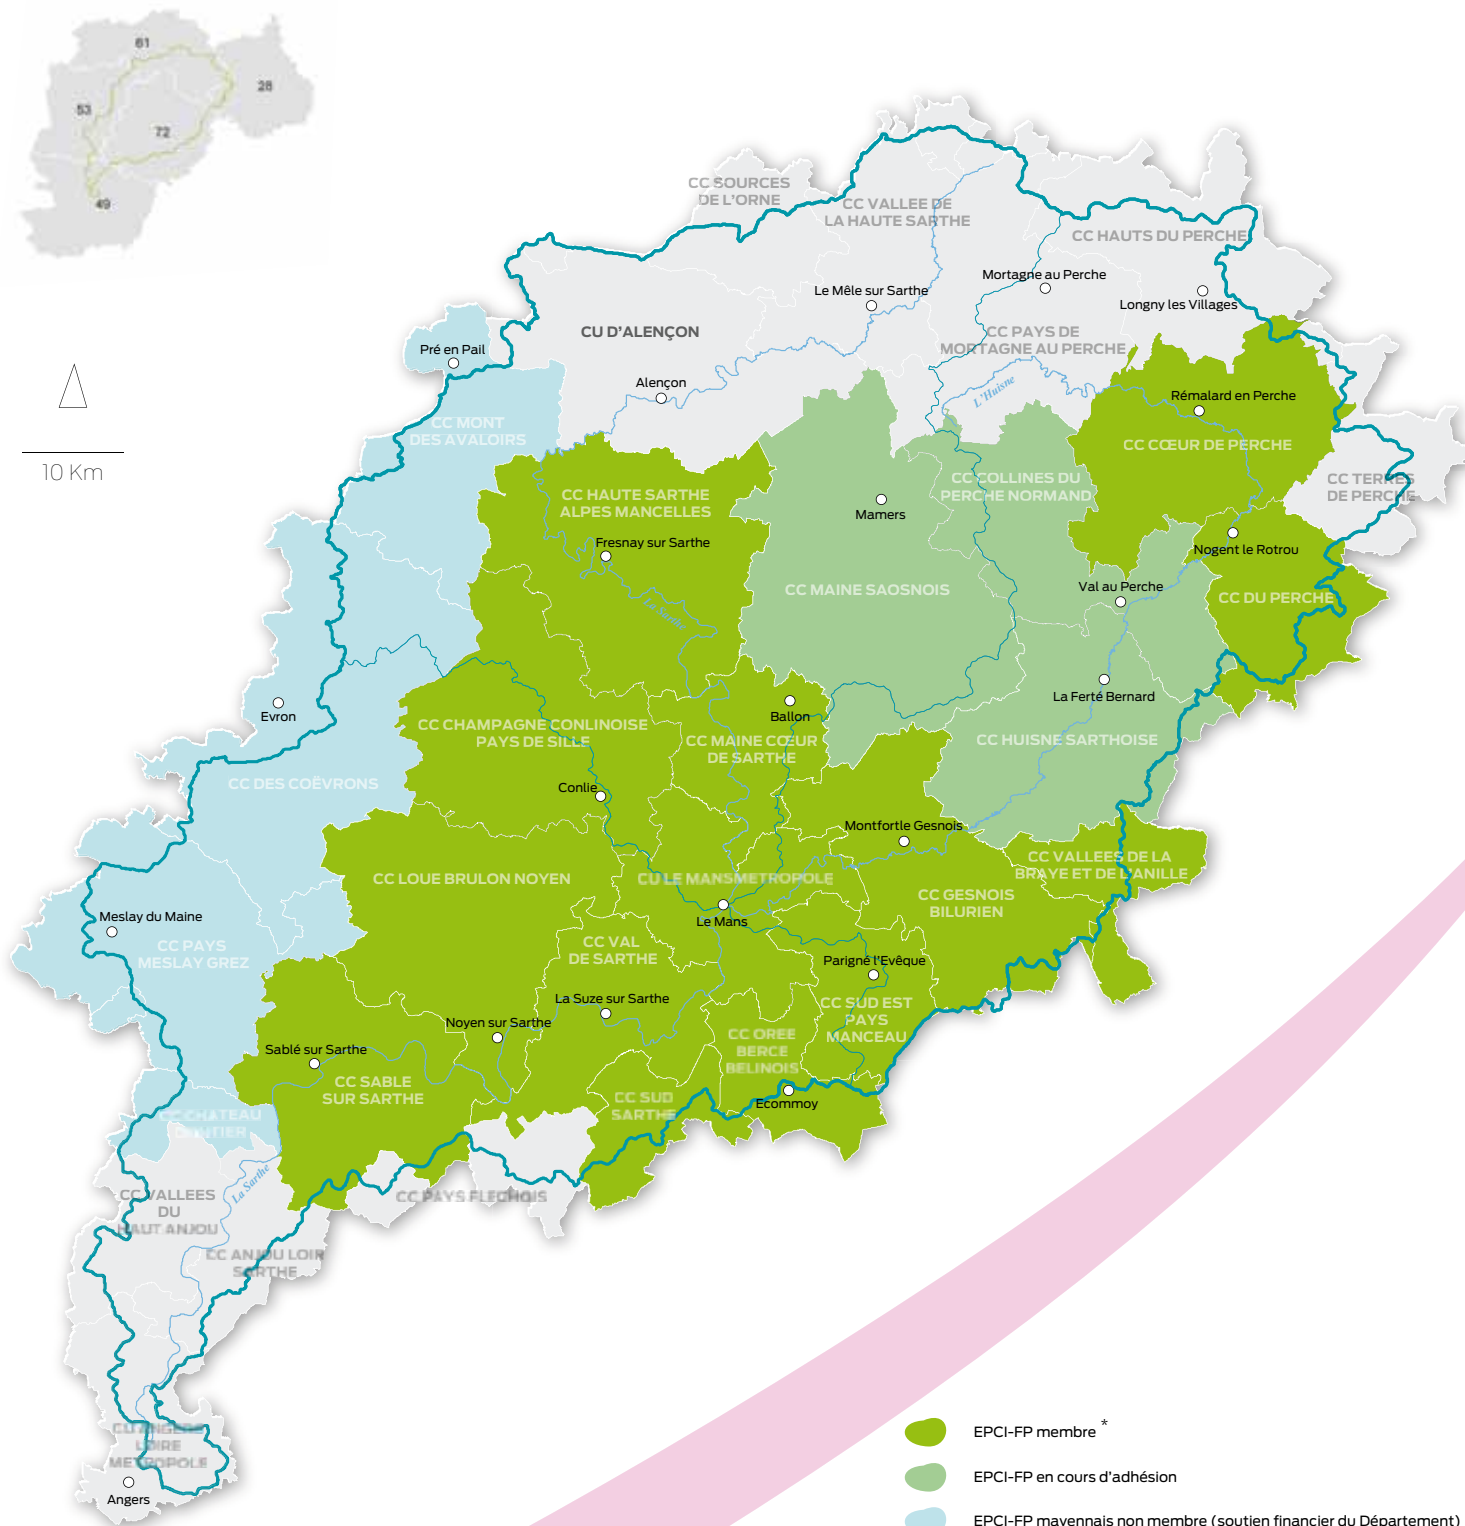 61
28
53
72
49
CC SOURCES
DE L'ORNE
CC VALLEE DE
LA HAUTE SARTHE
CC HAUTS DU PERCHE
Mortagne au Perche
Le Mêle sur Sarthe
Longny les Villages
CU D'ALENÇON
CC PAYS DE
MORTAGNE AU PERCHE
Pré en Pail
Alençon
L'Huisne
Rémalard en Perche
10 Km
CC MONT
DES AVALOIRS
CC CŒUR DE PERCHE
CC HAUTE SARTHE
ALPES MANCELLES
CC COLLINES DU
PERCHE NORMAND
CC TERRES
DE PERCHE
Mamers
Fresnay sur Sarthe
Nogent le Rotrou
La Sarthe
CC MAINE SAOSNOIS
Val au Perche
CC DU PERCHE
Evron
Ballon
La Ferté Bernard
CC CHAMPAGNE CONLINOISE
PAYS DE SILLE
CC MAINE CŒUR
DE SARTHE
CC HUISNE SARTHOISE
CC DES COËVRONS
Conlie
Montfortle Gesnois
CC LOUE BRULON NOYEN
CU LE MANS METROPOLE
CC VALLEES DE LA
BRAYE ET DE L'ANILLE
CC GESNOIS
BILURIEN
Meslay du Maine
Le Mans
CC PAYS
MESLAY GREZ
CC VAL
DE SARTHE
Parigné l'Evêque
La Suze sur Sarthe
CC SUD EST
PAYS
MANCEAU
Noyen sur Sarthe
CC OREE
BERCE
BELINOIS
Sablé sur Sarthe
CC SABLE
SUR SARTHE
CC SUD
SARTHE
Ecommoy
CC CHATEAU
GONTIER
La Sarthe
CC VALLEES
DU
HAUT ANJOU
CC PAYS FLECHOIS
CC ANJOU LOIR
SARTHE
CU ANGERS
LOIRE
METROPOLE
Angers
EPCI-FP membre *
EPCI-FP en cours d'adhésion
EPCI-FP mayennais non membre (soutien financier du Département)